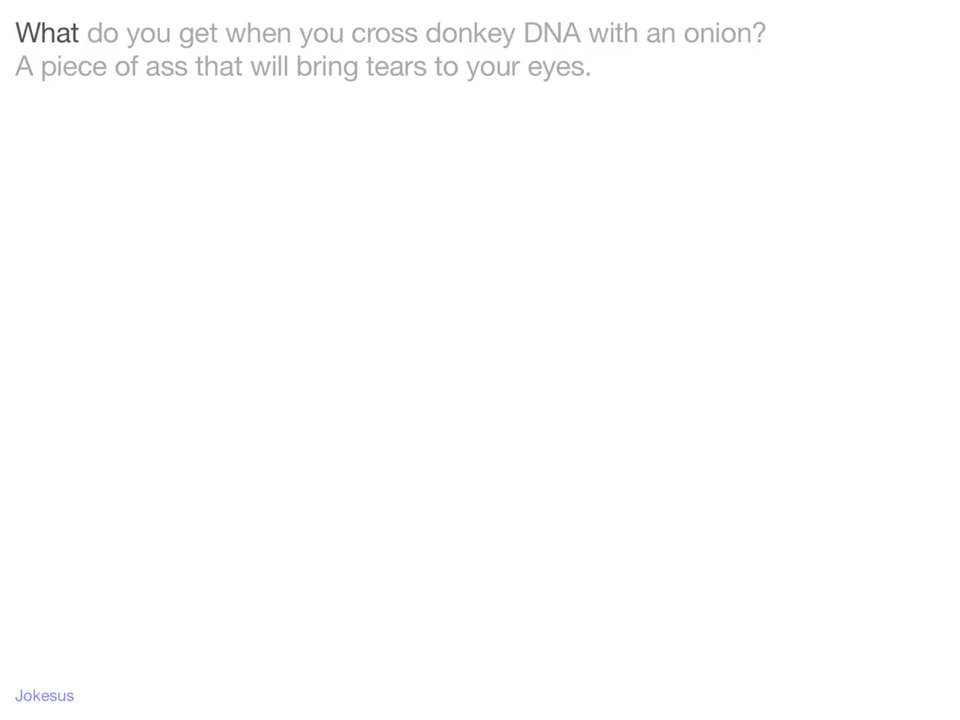 What do you get when you cross donkey DNA with an onion?
A piece of ass that will bring tears to your eyes.
Jokesus